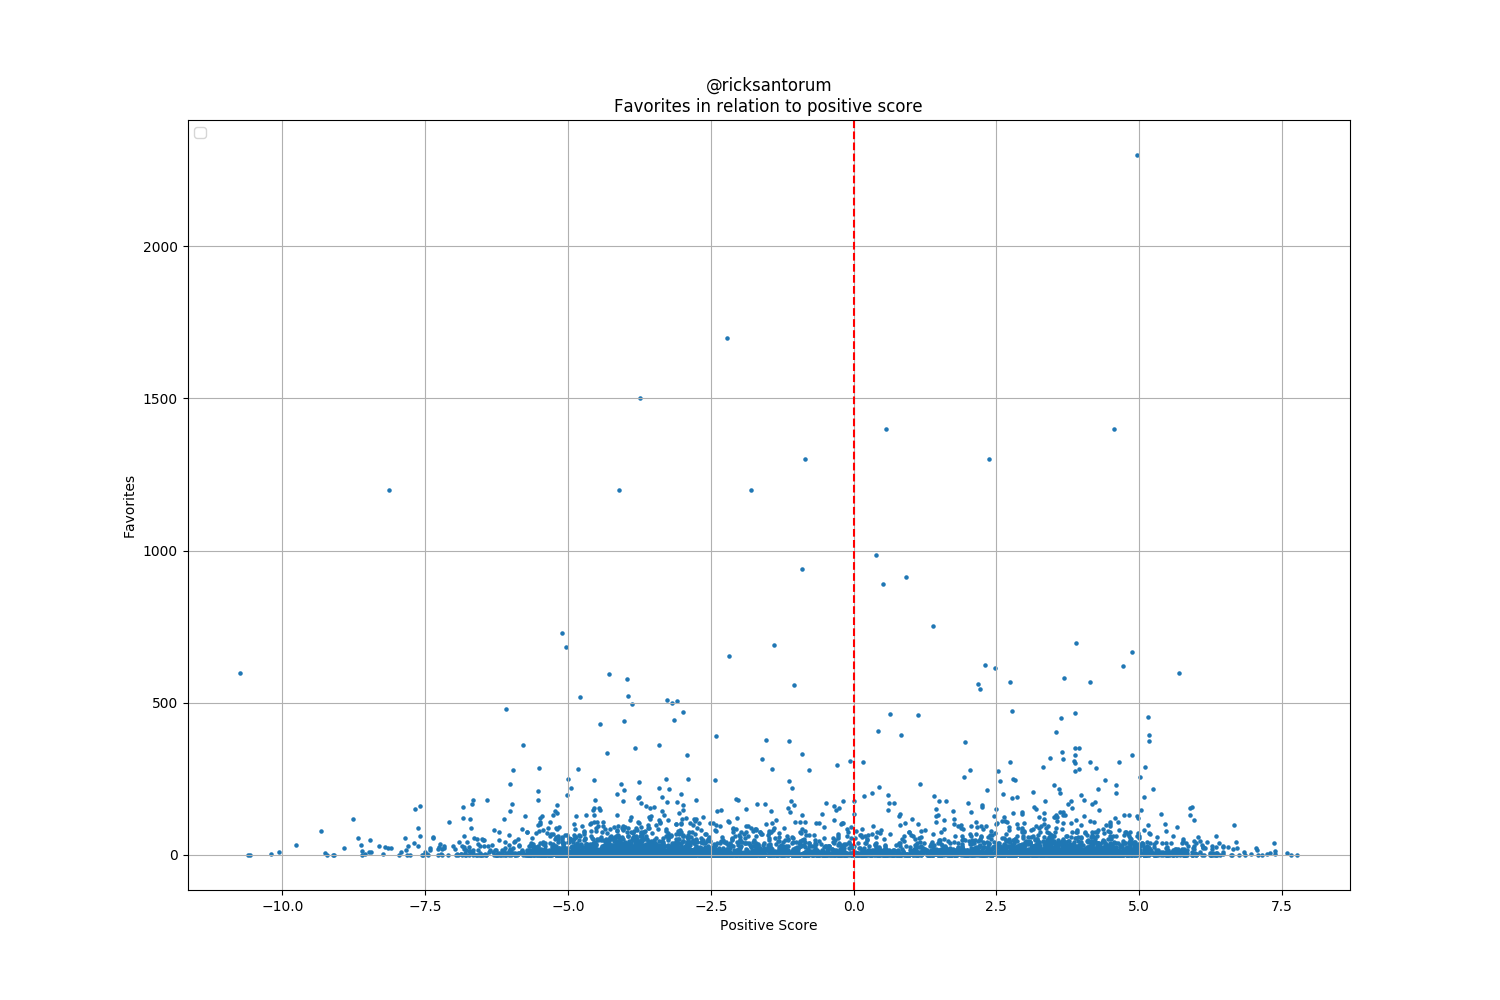 @ricksantorum
Favorites in relation to positive score
2000
1500
1000
500
0
Favorites
−10.0 −7.5 −5.0 −2.5 0.0 2.5 5.0 7.5
Positive Score